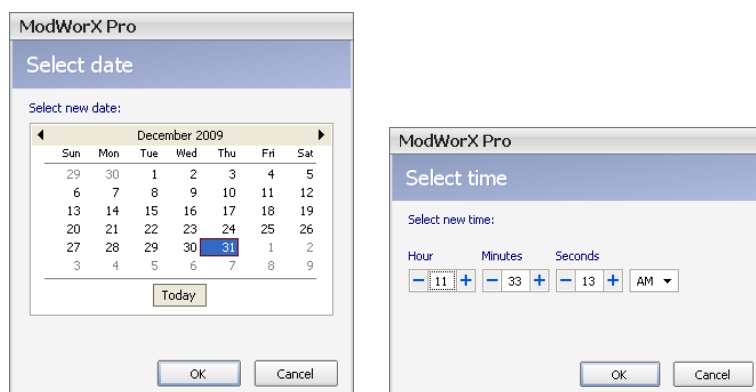 ModWorX Pro
Select date
Select new date:
December 2009
Sun Mon Tue Wed Thu Fri Sat
29 30 1 2 3 4 5
6 7 8 9 10 11 12
13 14 15 16 17 18 19
20 21 22 23 24 25 26
27 28 29 30 31 1 2
3 4 5 6 7 8 9
Today
OK Cancel
ModWorX Pro
Select time
Select new time:
Hour Minutes Seconds
11 33 13 AM
OK Cancel